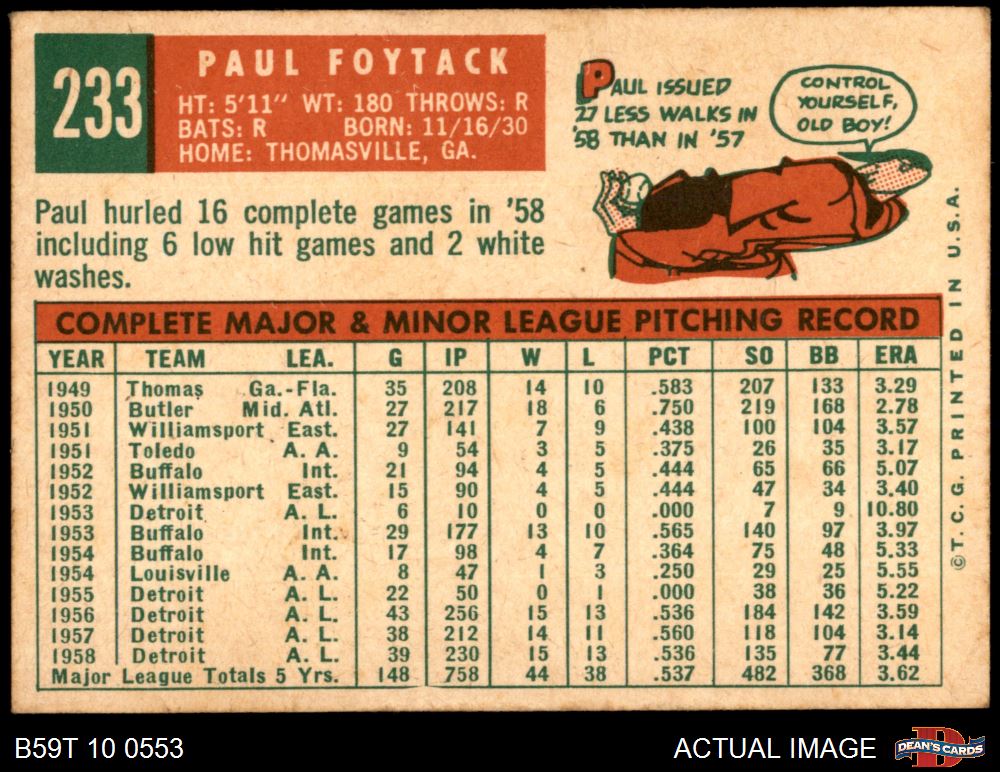 233
PAUL FOYTACK
HT: 5'11" WT: 180 THROWS: R
BATS: R BORN: 11/16/30
HOME: THOMASVILLE, GA.
PAUL ISSUED
27 LESS WALKS IN
'58 THAN IN '57
CONTROL
YOURSELF,
OLD BOY!
Paul hurled 16 complete games in '58
including 6 low hit games and 2 white
washes.
COMPLETE MAJOR & MINOR LEAGUE PITCHING RECORD
YEAR TEAM LEA. G IP W L PCT SO BB ERA
1949 Thomas Ga.-Fla. 35 208 14 10 .583 207 133 3.29
1950 Butler Mid. Atl. 27 217 18 6 .750 219 168 2.78
1951 Williamsport East. 27 141 7 9 .438 100 104 3.57
1951 Toledo A. A. 9 54 3 5 .375 26 35 3.17
1952 Buffalo Int. 21 94 4 5 .444 65 66 5.07
1952 Williamsport East. 15 90 4 5 .444 47 34 3.40
1953 Detroit A. L. 6 10 0 0 .000 7 9 10.80
1953 Buffalo Int. 29 177 13 10 .565 140 97 3.97
1954 Buffalo Int. 17 98 4 7 .364 75 48 5.33
1954 Louisville A. A. 8 47 1 3 .250 29 25 5.55
1955 Detroit A. L. 22 50 0 1 .000 38 36 5.22
1956 Detroit A. L. 43 256 15 13 .536 184 142 3.59
1957 Detroit A. L. 38 212 14 11 .560 118 104 3.14
1958 Detroit A. L. 39 230 15 13 .536 135 77 3.44
Major League Totals 5 Yrs. 148 758 44 38 .537 482 368 3.62
© T. C. G. PRINTED IN U.S.A.
B59T 10 0553
ACTUAL IMAGE
DEAN'S CARDS